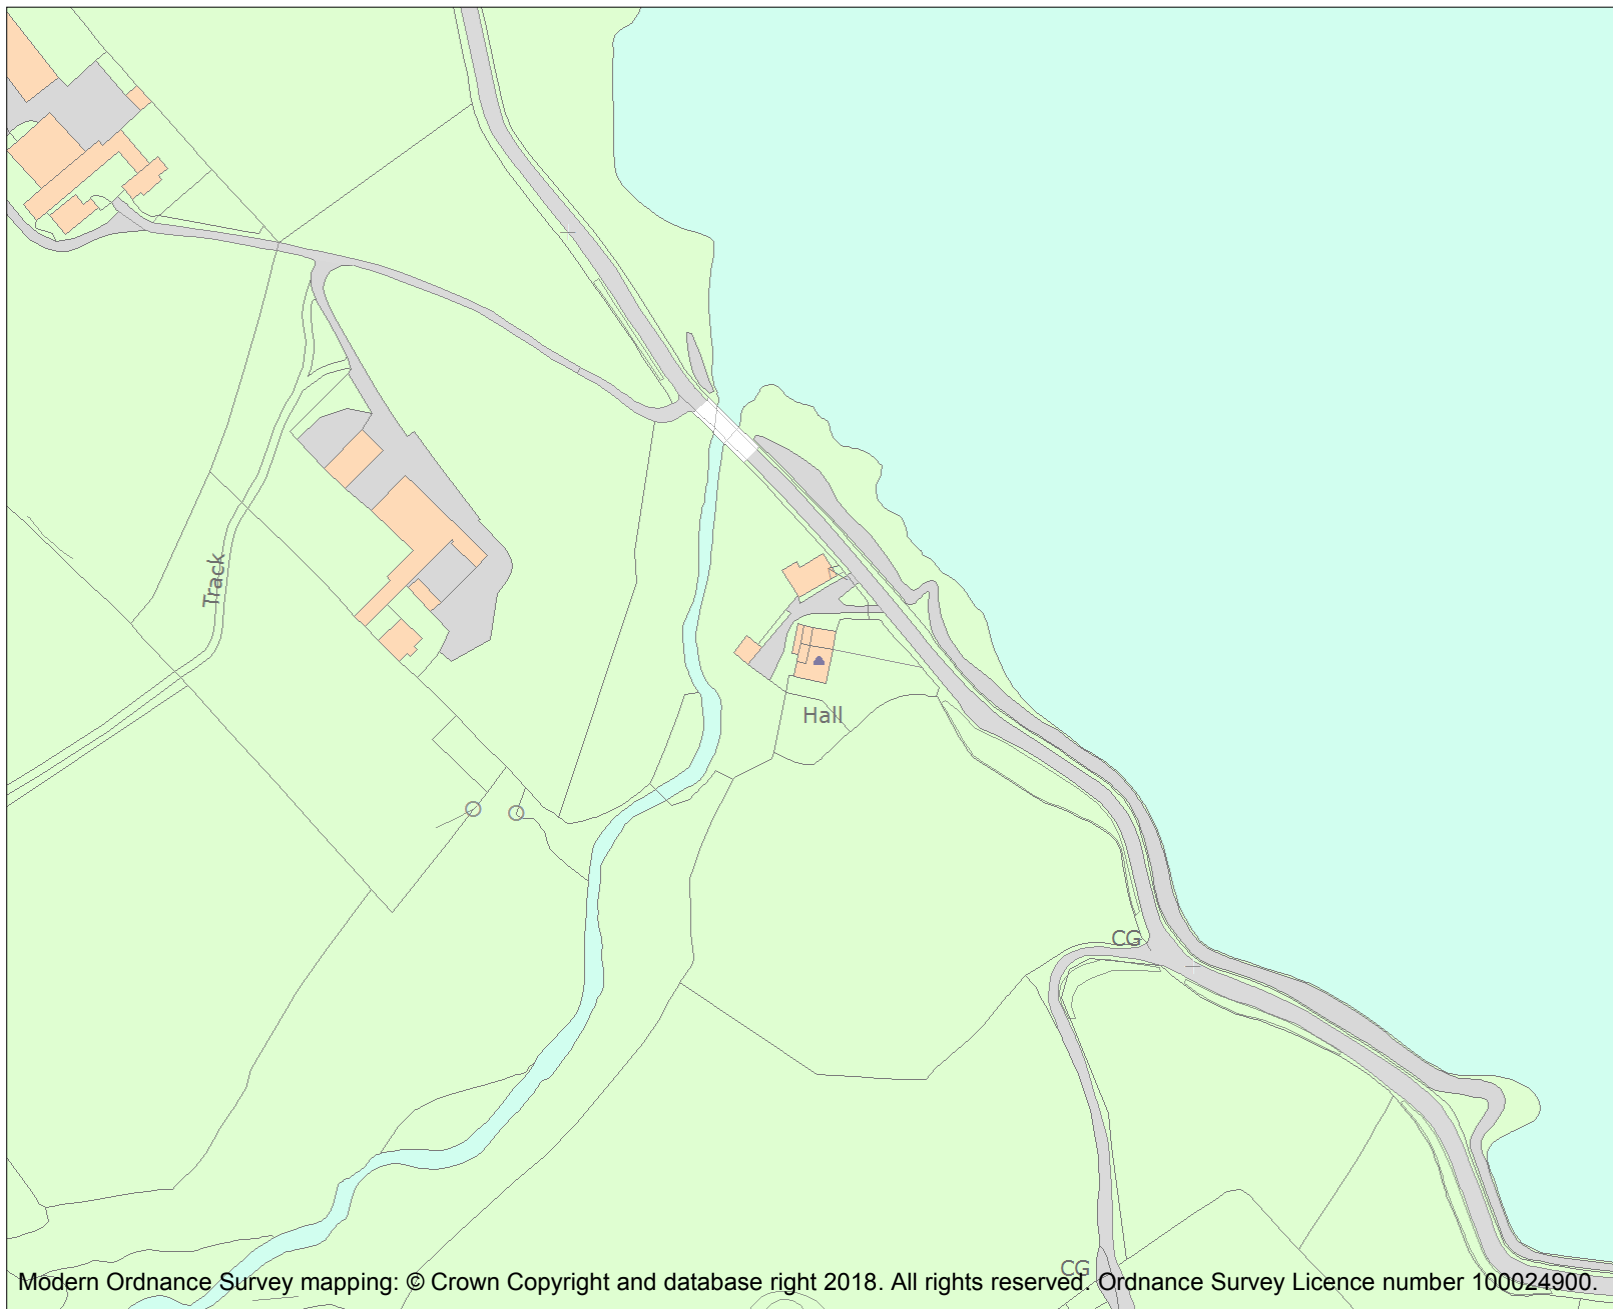 Track
Hall
CG
CG
Modern Ordnance Survey mapping: © Crown Copyright and database right 2018. All rights reserved. Ordnance Survey Licence number 100024900.